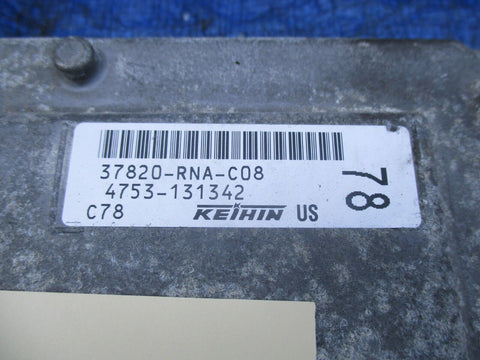 37820-RNA-C08
4753-131342
C78 KEIHIN US
78